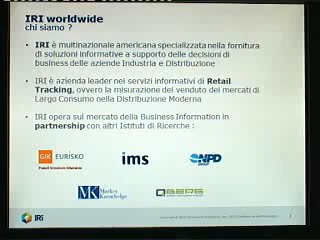 IRI worldwide
chi siamo ?
• IRI è multinazionale americana specializzata nella fornitura
di soluzioni informative a supporto delle decisioni di
business delle aziende Industria e Distribuzione
• IRI è azienda leader nei servizi informativi di Retail
Tracking, ovvero la misurazione del venduto dei mercati di
Largo Consumo nella Distribuzione Moderna
• IRI opera sul mercato della Business Information in
partnership con altri Istituti di Ricerche :
GfK EURISKO
ims
NPD
GROUP
MK Market
Knowledge
QBERG
IRi